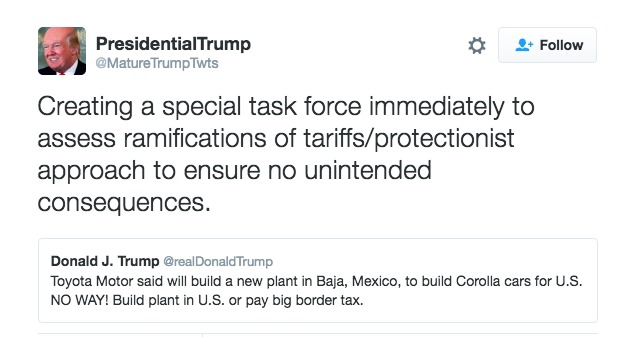 PresidentialTrump
@MatureTrumpTwts
Follow
Creating a special task force immediately to
assess ramifications of tariffs/protectionist
approach to ensure no unintended
consequences.
Donald J. Trump @realDonaldTrump
Toyota Motor said will build a new plant in Baja, Mexico, to build Corolla cars for U.S.
NO WAY! Build plant in U.S. or pay big border tax.